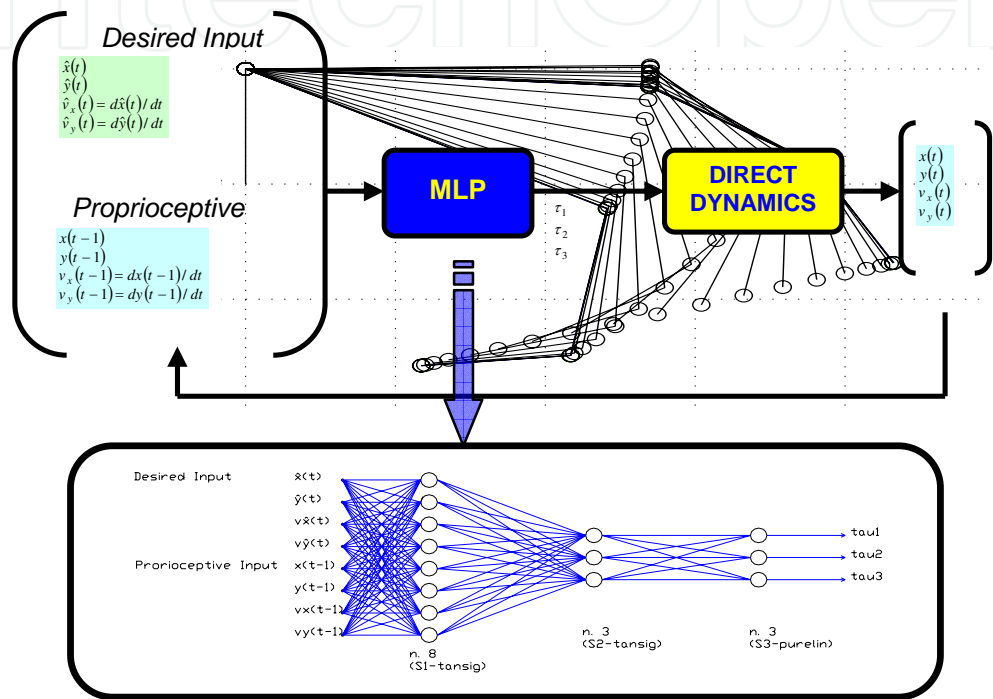 Desired Input
x̂(t)
ŷ(t)
v̂x(t) = dx̂(t)/dt
v̂y(t) = dŷ(t)/dt
Proprioceptive
x(t−1)
y(t−1)
vx(t−1) = dx(t−1)/dt
vy(t−1) = dy(t−1)/dt
MLP
τ1
τ2
τ3
DIRECT
DYNAMICS
x(t)
y(t)
vx(t)
vy(t)
Desired Input
x̂(t)
ŷ(t)
vx̂(t)
vŷ(t)
Prorioceptive Input
x(t-1)
y(t-1)
vx(t-1)
vy(t-1)
n. 8
(S1-tansig)
n. 3
(S2-tansig)
n. 3
(S3-purelin)
tau1
tau2
tau3